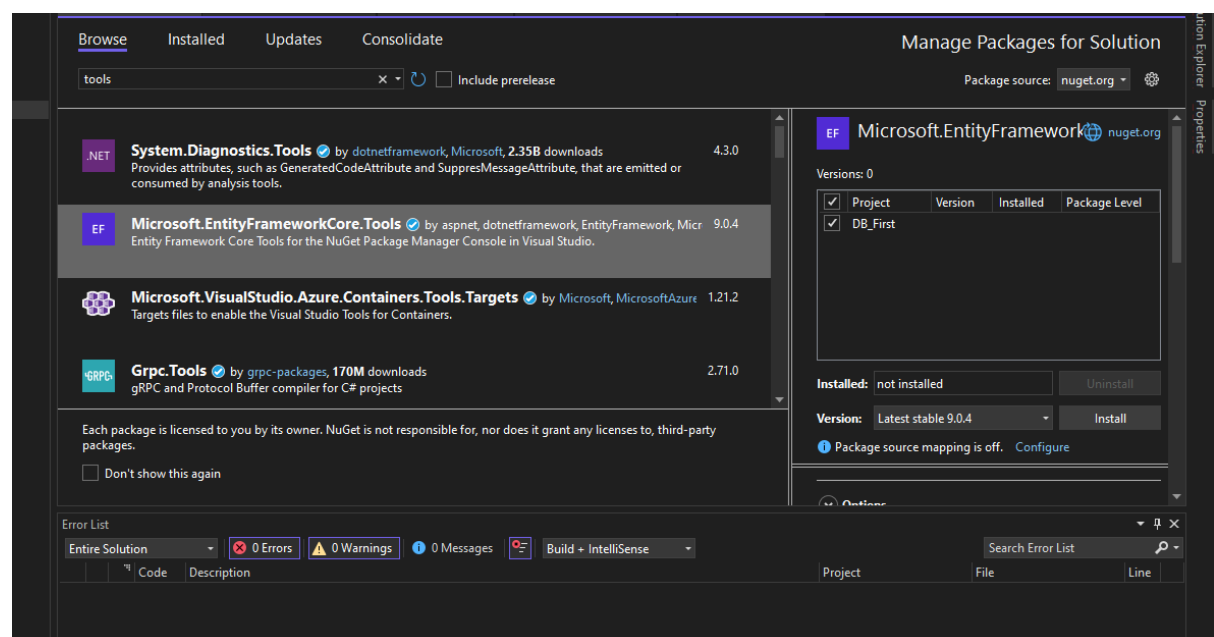 Browse Installed Updates Consolidate
Manage Packages for Solution
tools
Include prerelease
Package source: nuget.org
.NET
System.Diagnostics.Tools by dotnetframework, Microsoft, 2.35B downloads 4.3.0
Provides attributes, such as GeneratedCodeAttribute and SuppresMessageAttribute, that are emitted or
consumed by analysis tools.
EF
Microsoft.EntityFrameworkCore.Tools by aspnet, dotnetframework, EntityFramework, Micr 9.0.4
Entity Framework Core Tools for the NuGet Package Manager Console in Visual Studio.
Microsoft.VisualStudio.Azure.Containers.Tools.Targets by Microsoft, MicrosoftAzure 1.21.2
Targets files to enable the Visual Studio Tools for Containers.
GRPC
Grpc.Tools by grpc-packages, 170M downloads 2.71.0
gRPC and Protocol Buffer compiler for C# projects
Each package is licensed to you by its owner. NuGet is not responsible for, nor does it grant any licenses to, third-party
packages.
Don't show this again
EF
Microsoft.EntityFramework nuget.org
Versions: 0
Project Version Installed Package Level
DB_First
Installed: not installed Uninstall
Version: Latest stable 9.0.4 Install
Package source mapping is off. Configure
Options
ution Explorer
Properties
Error List
Entire Solution 0 Errors 0 Warnings 0 Messages Build + IntelliSense Search Error List
Code Description Project File Line